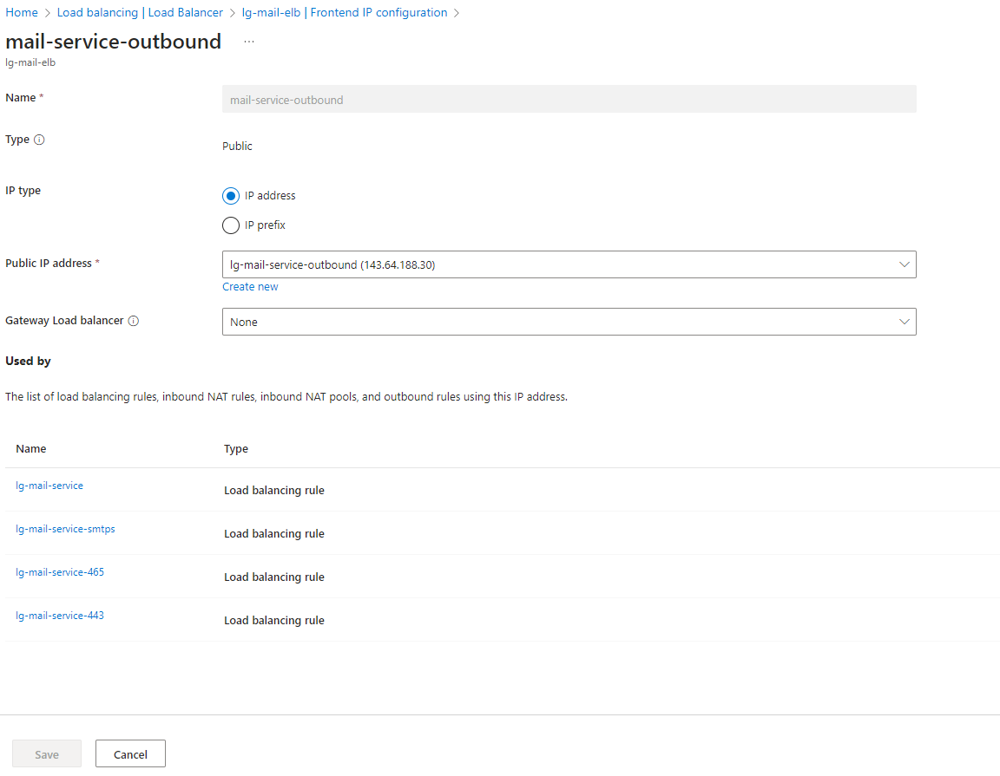 Home > Load balancing | Load Balancer > lg-mail-elb | Frontend IP configuration >
mail-service-outbound ...
lg-mail-elb
Name * mail-service-outbound
Type Public
IP type IP address
IP prefix
Public IP address * lg-mail-service-outbound (143.64.188.30)
Create new
Gateway Load balancer None
Used by
The list of load balancing rules, inbound NAT rules, inbound NAT pools, and outbound rules using this IP address.
Name Type
lg-mail-service Load balancing rule
lg-mail-service-smtps Load balancing rule
lg-mail-service-465 Load balancing rule
lg-mail-service-443 Load balancing rule
Save Cancel